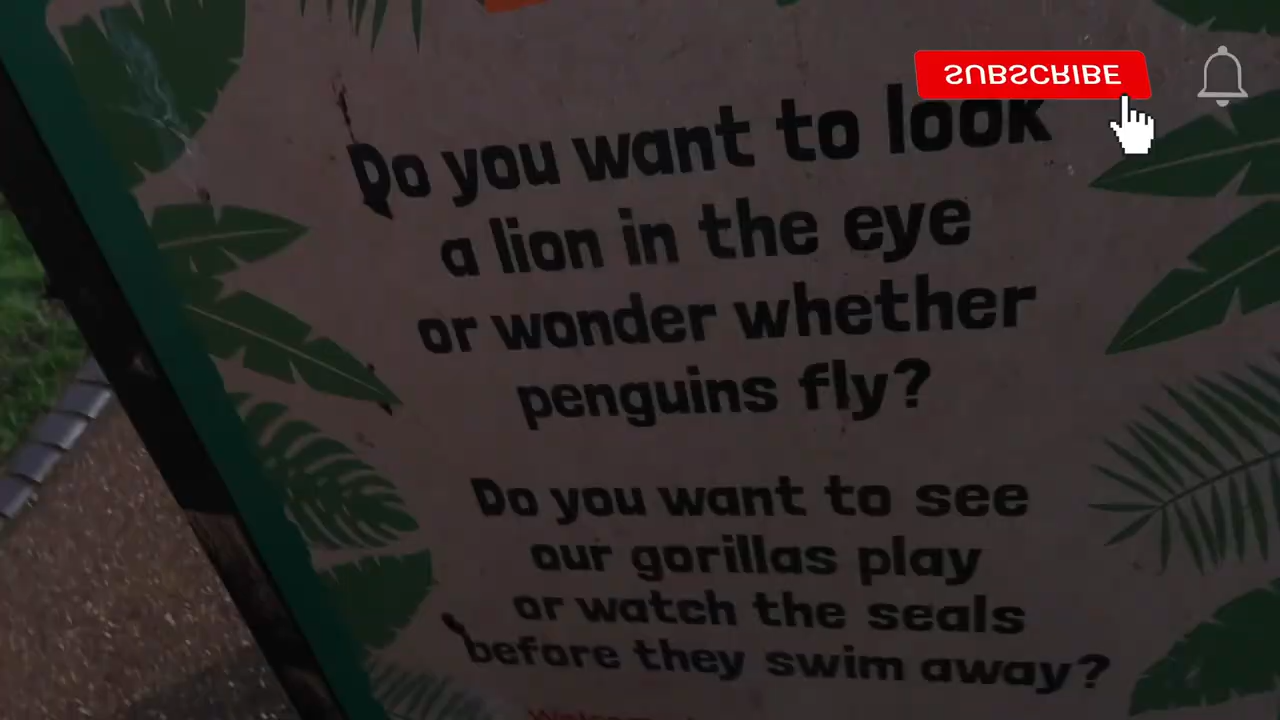 SUBSCRIBE
Do you want to look
a lion in the eye
or wonder whether
penguins fly?
Do you want to see
our gorillas play
or watch the seals
before they swim away?